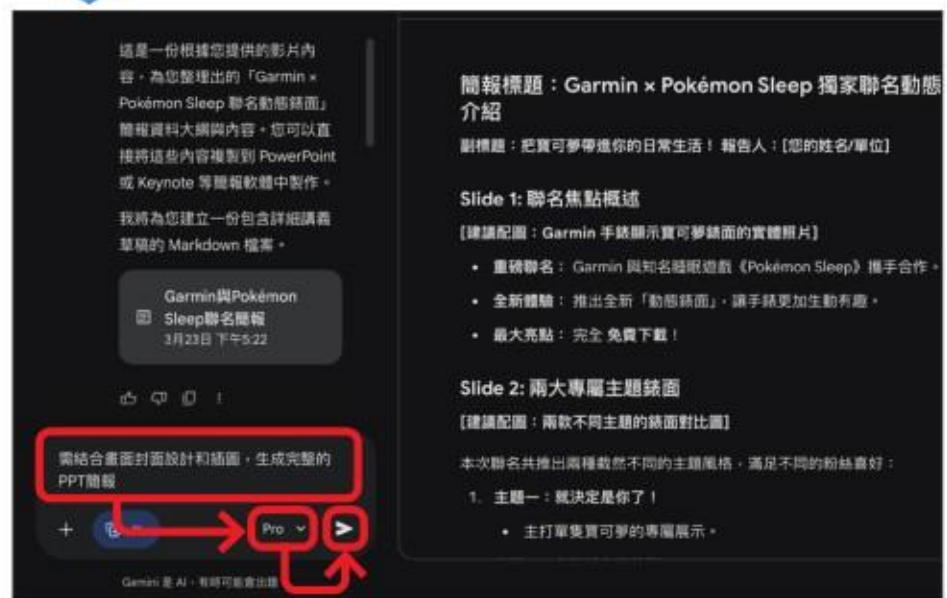 這是一份根據您提供的影片內
容，為您整理出的「Garmin ×
Pokémon Sleep 聯名動態錶面」
簡報資料大綱與內容。您可以直
接將這些內容複製到 PowerPoint
或 Keynote 等簡報軟體中製作。
我將為您建立一份包含詳細講義
草稿的 Markdown 檔案。
Garmin與Pokémon
Sleep聯名簡報
3月23日 下午5:22
需結合畫面封面設計和插圖，生成完整的
PPT簡報
Pro
Gemini 是 AI，有時可能會出錯
簡報標題：Garmin × Pokémon Sleep 獨家聯名動態
介紹
副標題：把寶可夢帶進你的日常生活！ 報告人：[您的姓名/單位]
Slide 1: 聯名焦點概述
[建議配圖：Garmin 手錶顯示寶可夢錶面的實體照片]
• 重磅聯名： Garmin 與知名睡眠遊戲《Pokémon Sleep》攜手合作。
• 全新體驗： 推出全新「動態錶面」，讓手錶更加生動有趣。
• 最大亮點： 完全 免費下載！
Slide 2: 兩大專屬主題錶面
[建議配圖：兩款不同主題的錶面對比圖]
本次聯名共推出兩種截然不同的主題風格，滿足不同的粉絲喜好：
1. 主題一：就決定是你了！
• 主打單隻寶可夢的專屬展示。